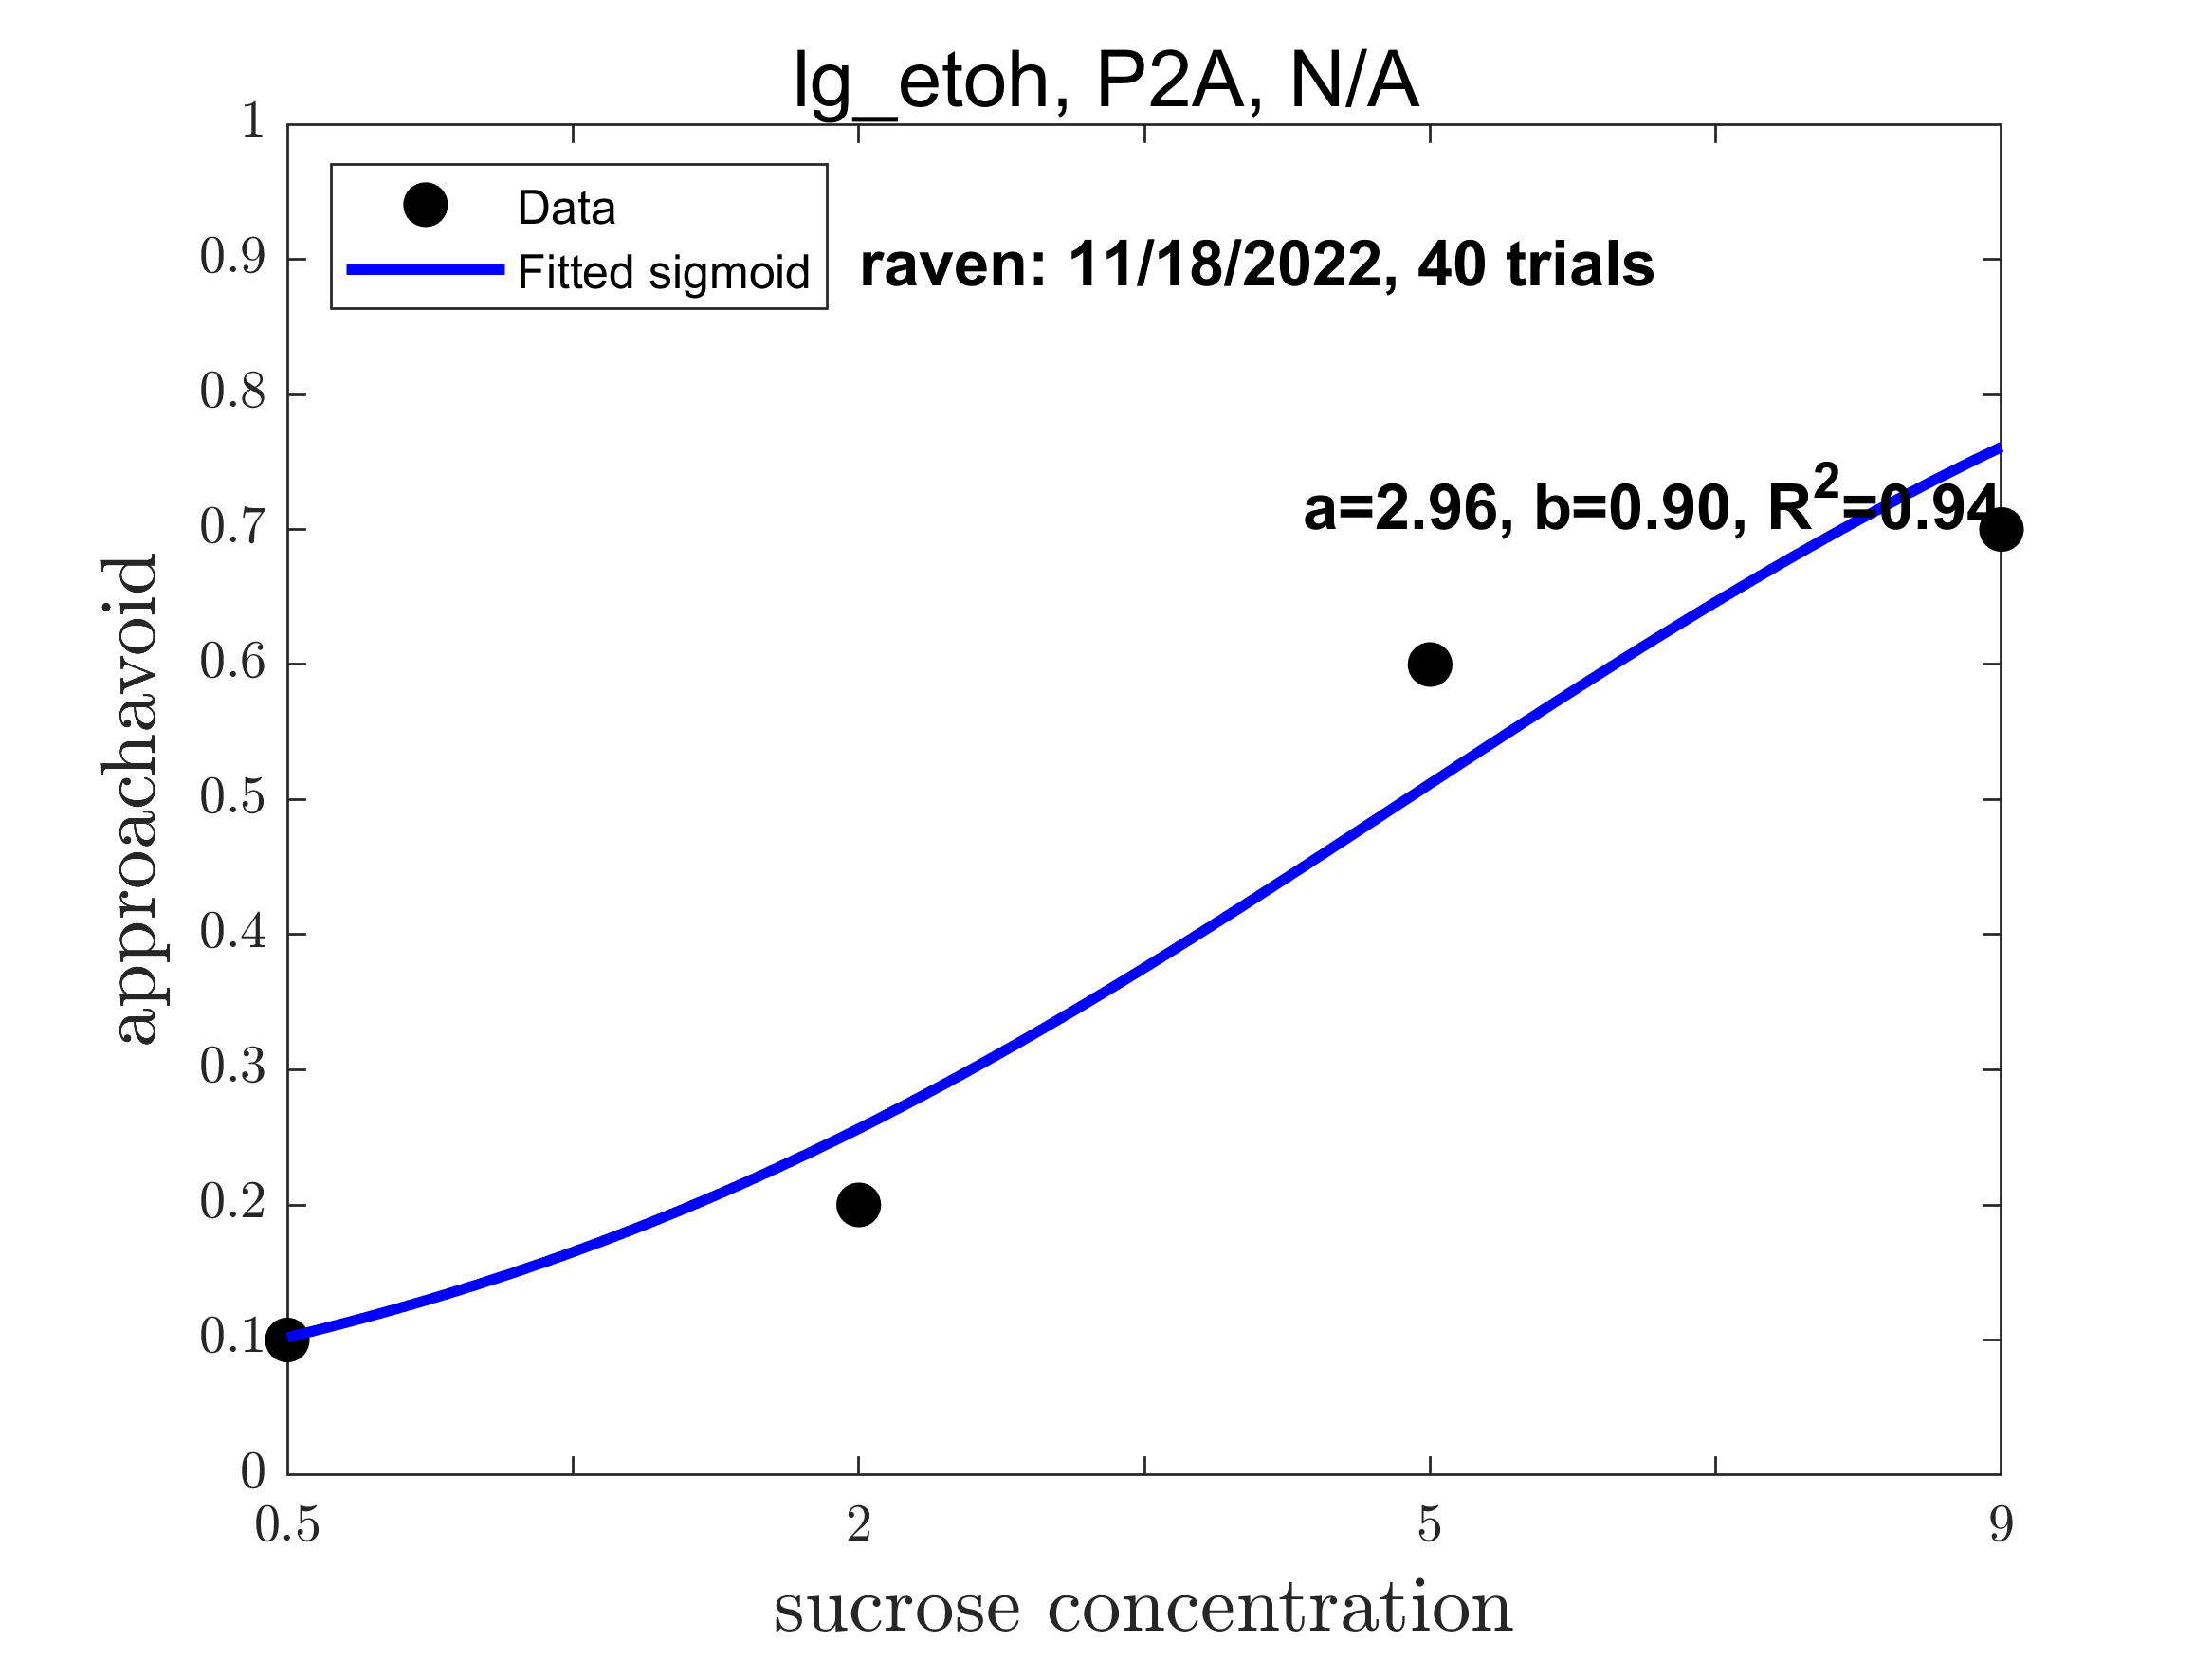 lg_etoh, P2A, N/A
1
0.9
0.8
0.7
0.6
0.5
0.4
0.3
0.2
0.1
0
approachavoid
Data
Fitted sigmoid
raven: 11/18/2022, 40 trials
a=2.96, b=0.90, R²=0.94
0.5 2 5 9
sucrose concentration